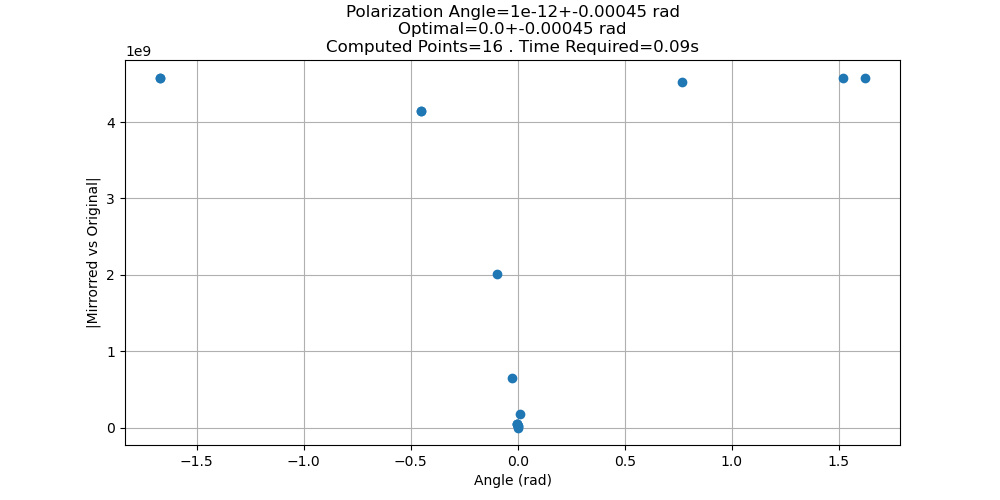 Polarization Angle=1e-12+-0.00045 rad
Optimal=0.0+-0.00045 rad
Computed Points=16 . Time Required=0.09s
1e9
4
3
2
1
0
|Mirrorred vs Original|
−1.5
−1.0
−0.5
0.0
0.5
1.0
1.5
Angle (rad)